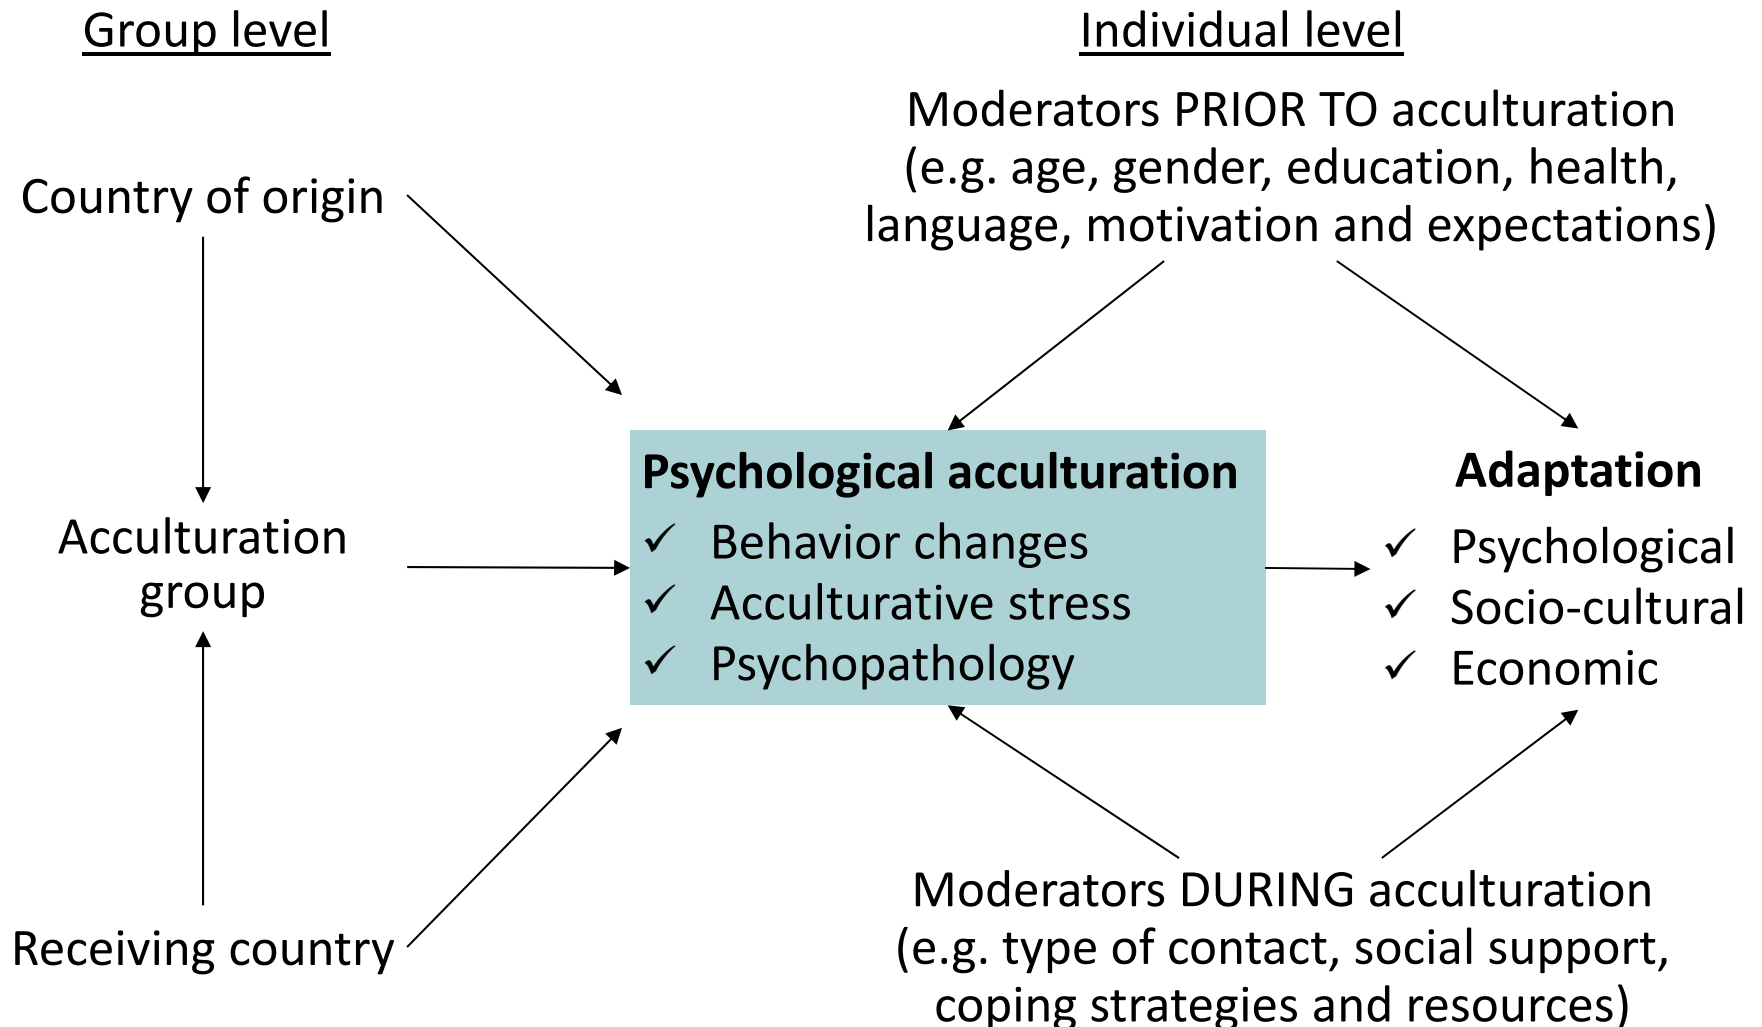 Group level
Individual level
Moderators PRIOR TO acculturation
(e.g. age, gender, education, health,
language, motivation and expectations)
Country of origin
Psychological acculturation
✓ Behavior changes
✓ Acculturative stress
✓ Psychopathology
Adaptation
✓ Psychological
✓ Socio-cultural
✓ Economic
Acculturation
group
Receiving country
Moderators DURING acculturation
(e.g. type of contact, social support,
coping strategies and resources)